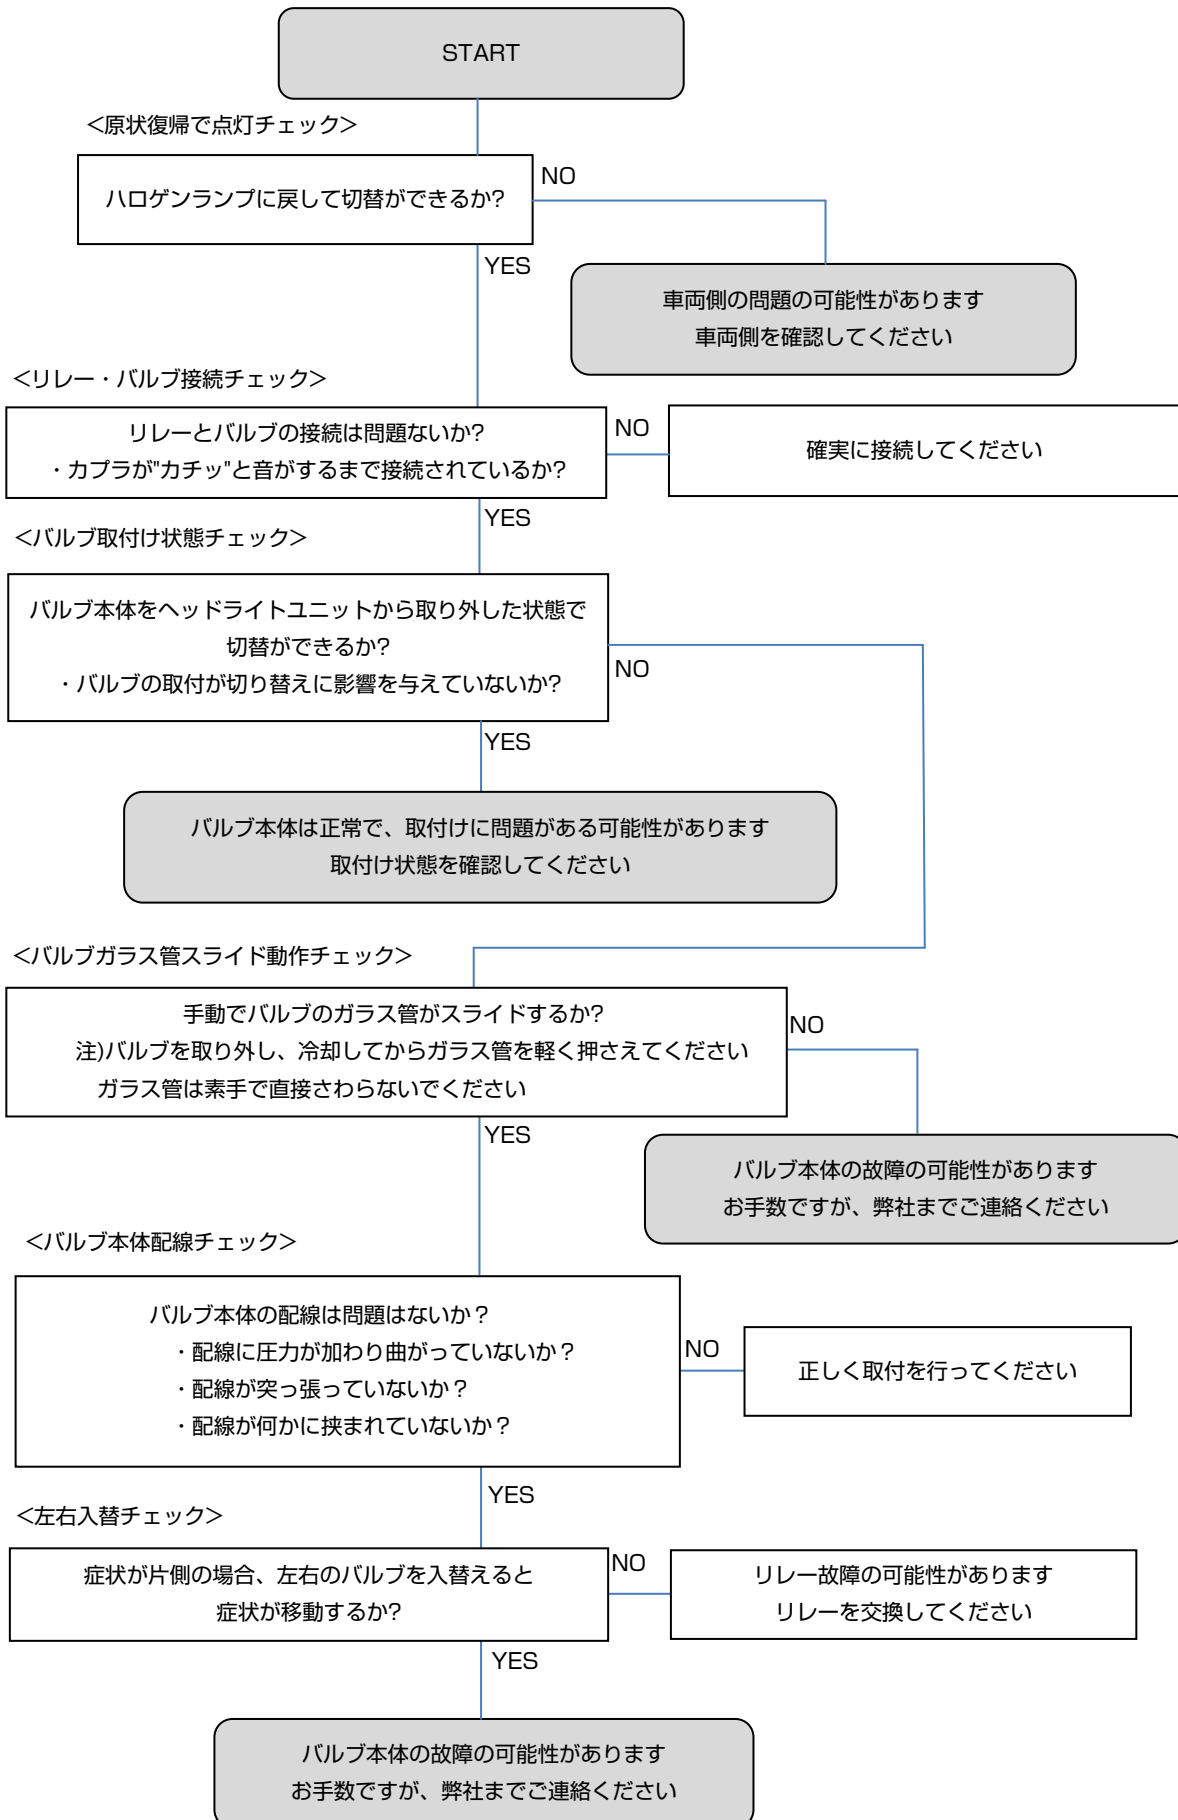 START
<原状復帰で点灯チェック>
ハロゲンランプに戻して切替ができるか?
NO
YES
車両側の問題の可能性があります
車両側を確認してください
<リレー・バルブ接続チェック>
リレーとバルブの接続は問題ないか?
・カプラが"カチッ"と音がするまで接続されているか?
NO
確実に接続してください
YES
<バルブ取付け状態チェック>
バルブ本体をヘッドライトユニットから取り外した状態で
切替ができるか?
・バルブの取付が切り替えに影響を与えていないか?
NO
YES
バルブ本体は正常で、取付けに問題がある可能性があります
取付け状態を確認してください
<バルブガラス管スライド動作チェック>
手動でバルブのガラス管がスライドするか?
注)バルブを取り外し、冷却してからガラス管を軽く押さえてください
ガラス管は素手で直接さわらないでください
NO
YES
バルブ本体の故障の可能性があります
お手数ですが、弊社までご連絡ください
<バルブ本体配線チェック>
バルブ本体の配線は問題はないか？
・配線に圧力が加わり曲がっていないか？
・配線が突っ張っていないか？
・配線が何かに挟まれていないか？
NO
正しく取付を行ってください
YES
<左右入替チェック>
症状が片側の場合、左右のバルブを入替えると
症状が移動するか?
NO
リレー故障の可能性があります
リレーを交換してください
YES
バルブ本体の故障の可能性があります
お手数ですが、弊社までご連絡ください